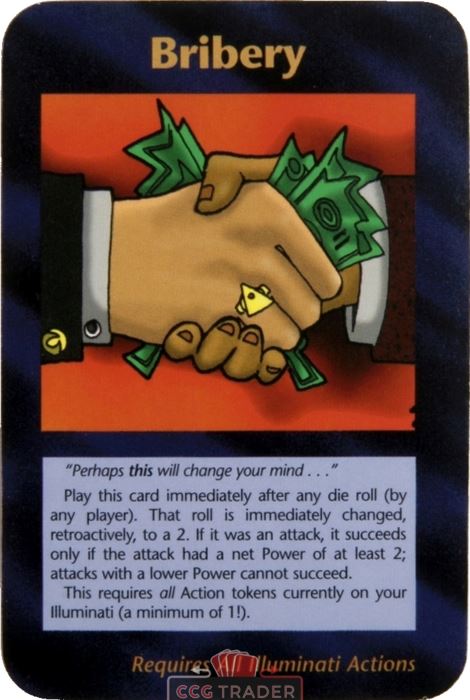 Bribery
"Perhaps this will change your mind . . ."
Play this card immediately after any die roll (by
any player). That roll is immediately changed,
retroactively, to a 2. If it was an attack, it succeeds
only if the attack had a net Power of at least 2;
attacks with a lower Power cannot succeed.
This requires all Action tokens currently on your
Illuminati (a minimum of 1!).
Requires Illuminati Actions
CCG TRADER